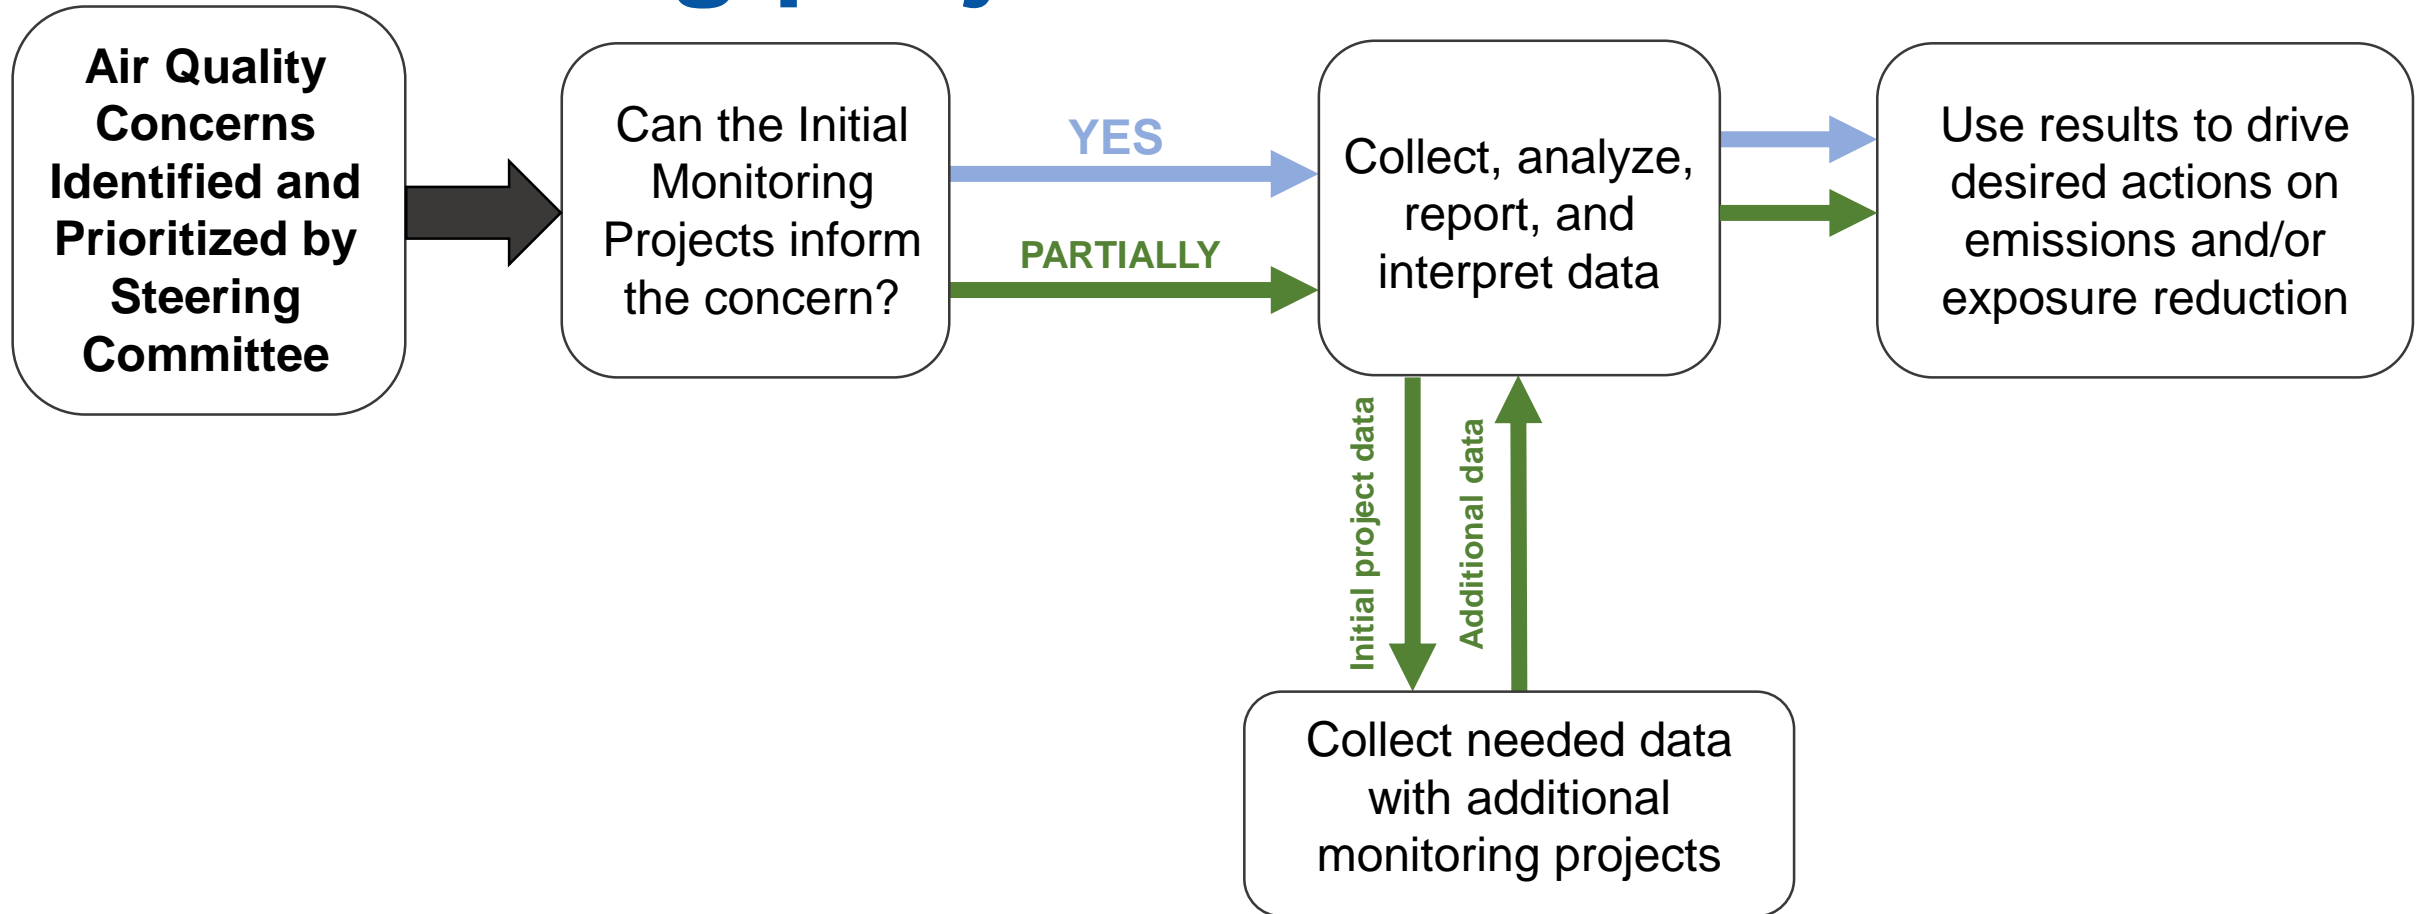 Air Quality
Concerns
Identified and
Prioritized by
Steering
Committee
Can the Initial
Monitoring
Projects inform
the concern?
YES
PARTIALLY
Collect, analyze,
report, and
interpret data
Use results to drive
desired actions on
emissions and/or
exposure reduction
Initial project data
Additional data
Collect needed data
with additional
monitoring projects